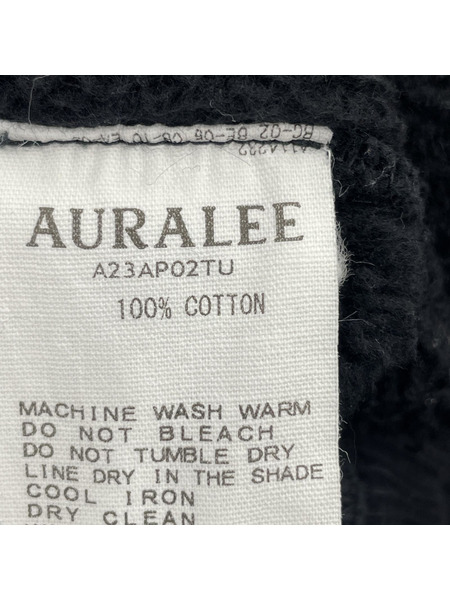 AURALEE
A23AP02TU
100% COTTON
MACHINE WASH WARM
DO NOT BLEACH
DO NOT TUMBLE DRY
LINE DRY IN THE SHADE
COOL IRON
DRY CLEAN